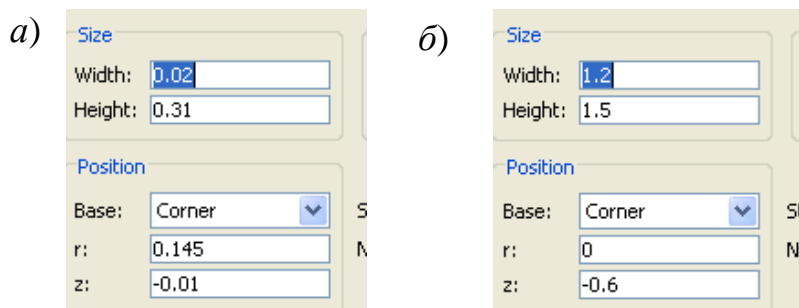 а)
Size
Width: 0.02
Height: 0.31
Position
Base: Corner
r: 0.145
z: -0.01
б)
Size
Width: 1.2
Height: 1.5
Position
Base: Corner
r: 0
z: -0.6